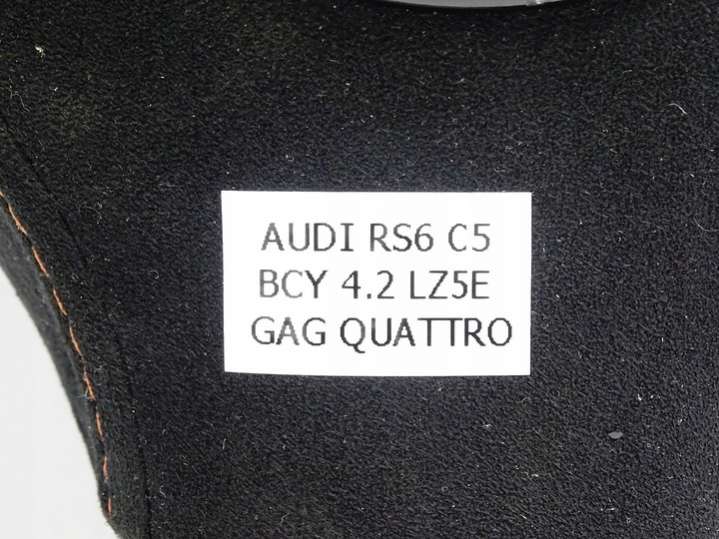 AUDI RS6 C5
BCY 4.2 LZ5E
GAG QUATTRO